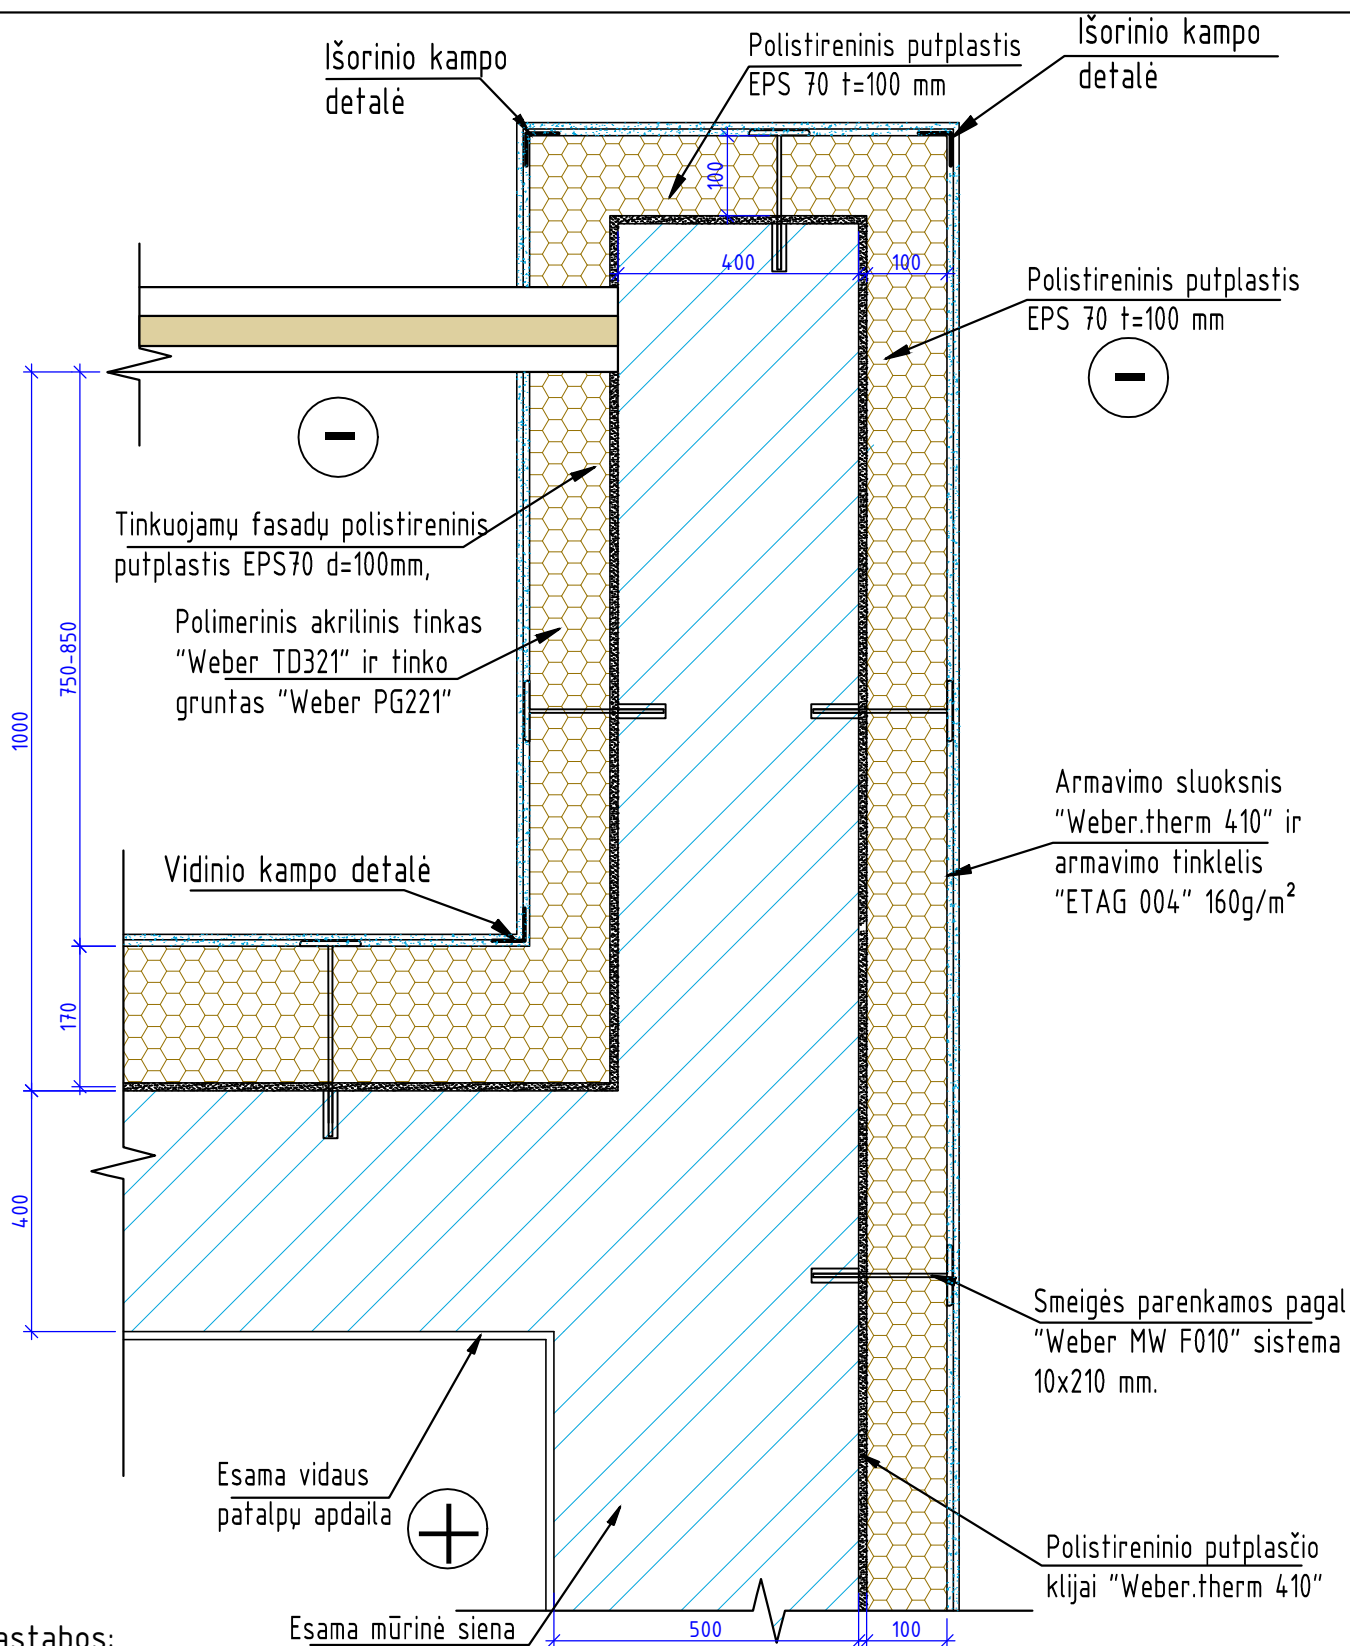 Išorinio kampo
detalė
Polistireninis putplastis
EPS 70 t=100 mm
Išorinio kampo
detalė
100
400
100
Polistireninis putplastis
EPS 70 t=100 mm
Tinkuojamų fasadų polistireninis
putplastis EPS70 d=100mm,
Polimerinis akrilinis tinkas
"Weber TD321" ir tinko
gruntas "Weber PG221"
750-850
1000
Armavimo sluoksnis
"Weber.therm 410" ir
armavimo tinklelis
"ETAG 004" 160g/m²
Vidinio kampo detalė
170
400
Smeigės parenkamos pagal
"Weber MW F010" sistema
10x210 mm.
Esama vidaus
patalpų apdaila
Polistireninio putplasčio
klijai "Weber.therm 410"
Esama mūrinė siena
500
100
astabos: